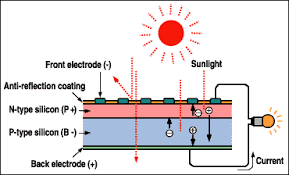 Front electrode (-)
Sunlight
Anti-reflection coating
N-type silicon (P+)
P-type silicon (B-)
Back electrode (+)
Current